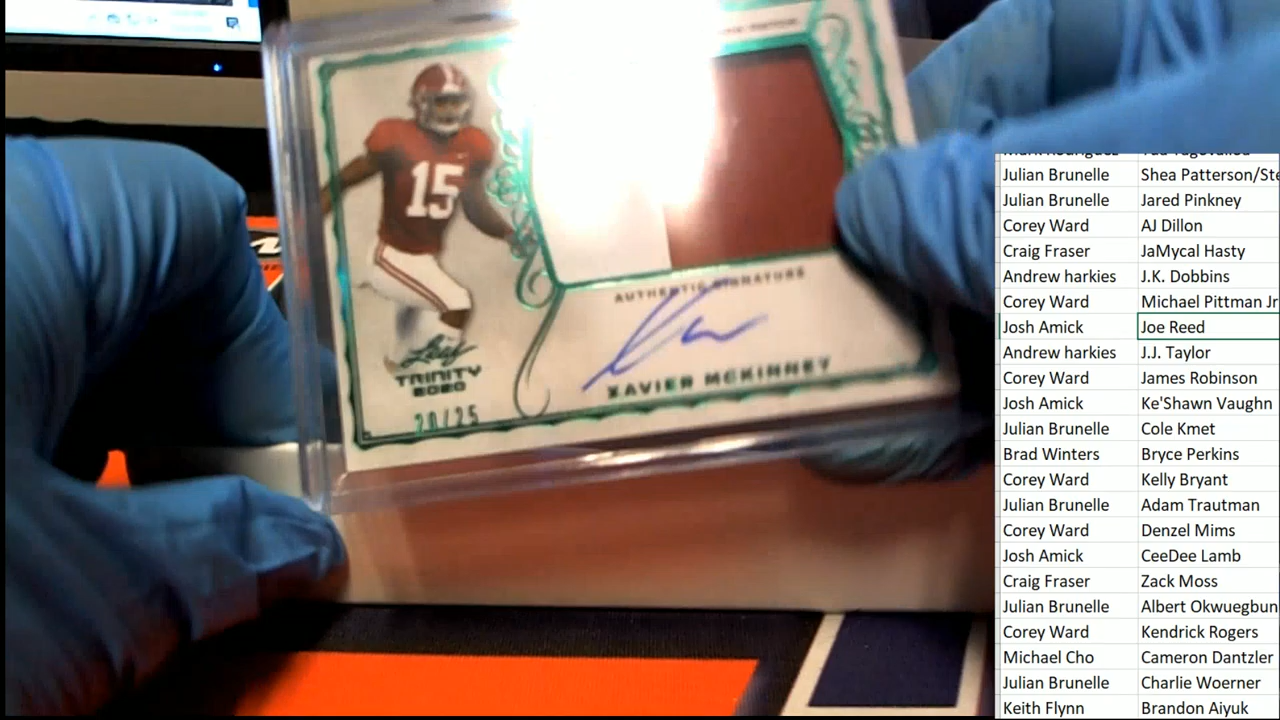 15
AUTHENTIC SIGNATURE
XAVIER MCKINNEY
Leaf
TRINITY
2020
20/25
Julian Brunelle Shea Patterson/Ste
Julian Brunelle Jared Pinkney
Corey Ward AJ Dillon
Craig Fraser JaMycal Hasty
Andrew harkies J.K. Dobbins
Corey Ward Michael Pittman Jr
Josh Amick Joe Reed
Andrew harkies J.J. Taylor
Corey Ward James Robinson
Josh Amick Ke'Shawn Vaughn
Julian Brunelle Cole Kmet
Brad Winters Bryce Perkins
Corey Ward Kelly Bryant
Julian Brunelle Adam Trautman
Corey Ward Denzel Mims
Josh Amick CeeDee Lamb
Craig Fraser Zack Moss
Julian Brunelle Albert Okwuegbun
Corey Ward Kendrick Rogers
Michael Cho Cameron Dantzler
Julian Brunelle Charlie Woerner
Keith Flynn Brandon Aiyuk